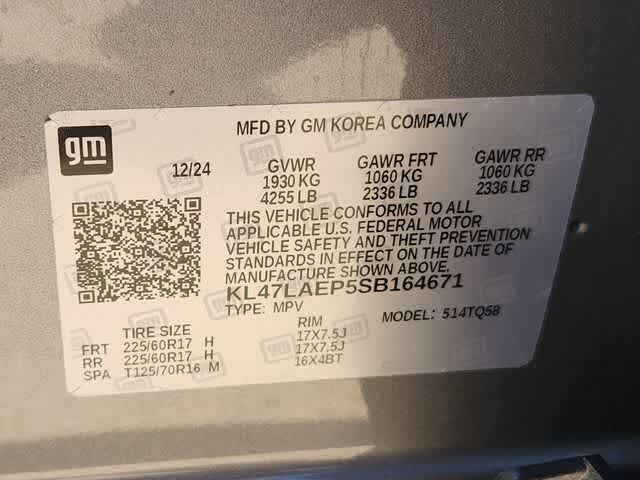 gm
MFD BY GM KOREA COMPANY
12/24 GVWR GAWR FRT GAWR RR
1930 KG 1060 KG 1060 KG
4255 LB 2336 LB 2336 LB
THIS VEHICLE CONFORMS TO ALL
APPLICABLE U.S. FEDERAL MOTOR
VEHICLE SAFETY AND THEFT PREVENTION
STANDARDS IN EFFECT ON THE DATE OF
MANUFACTURE SHOWN ABOVE.
KL47LAEP5SB164671
TYPE: MPV MODEL: 514TQ58
TIRE SIZE RIM
FRT 225/60R17 H 17X7.5J
RR 225/60R17 H 17X7.5J
SPA T125/70R16 M 16X4BT